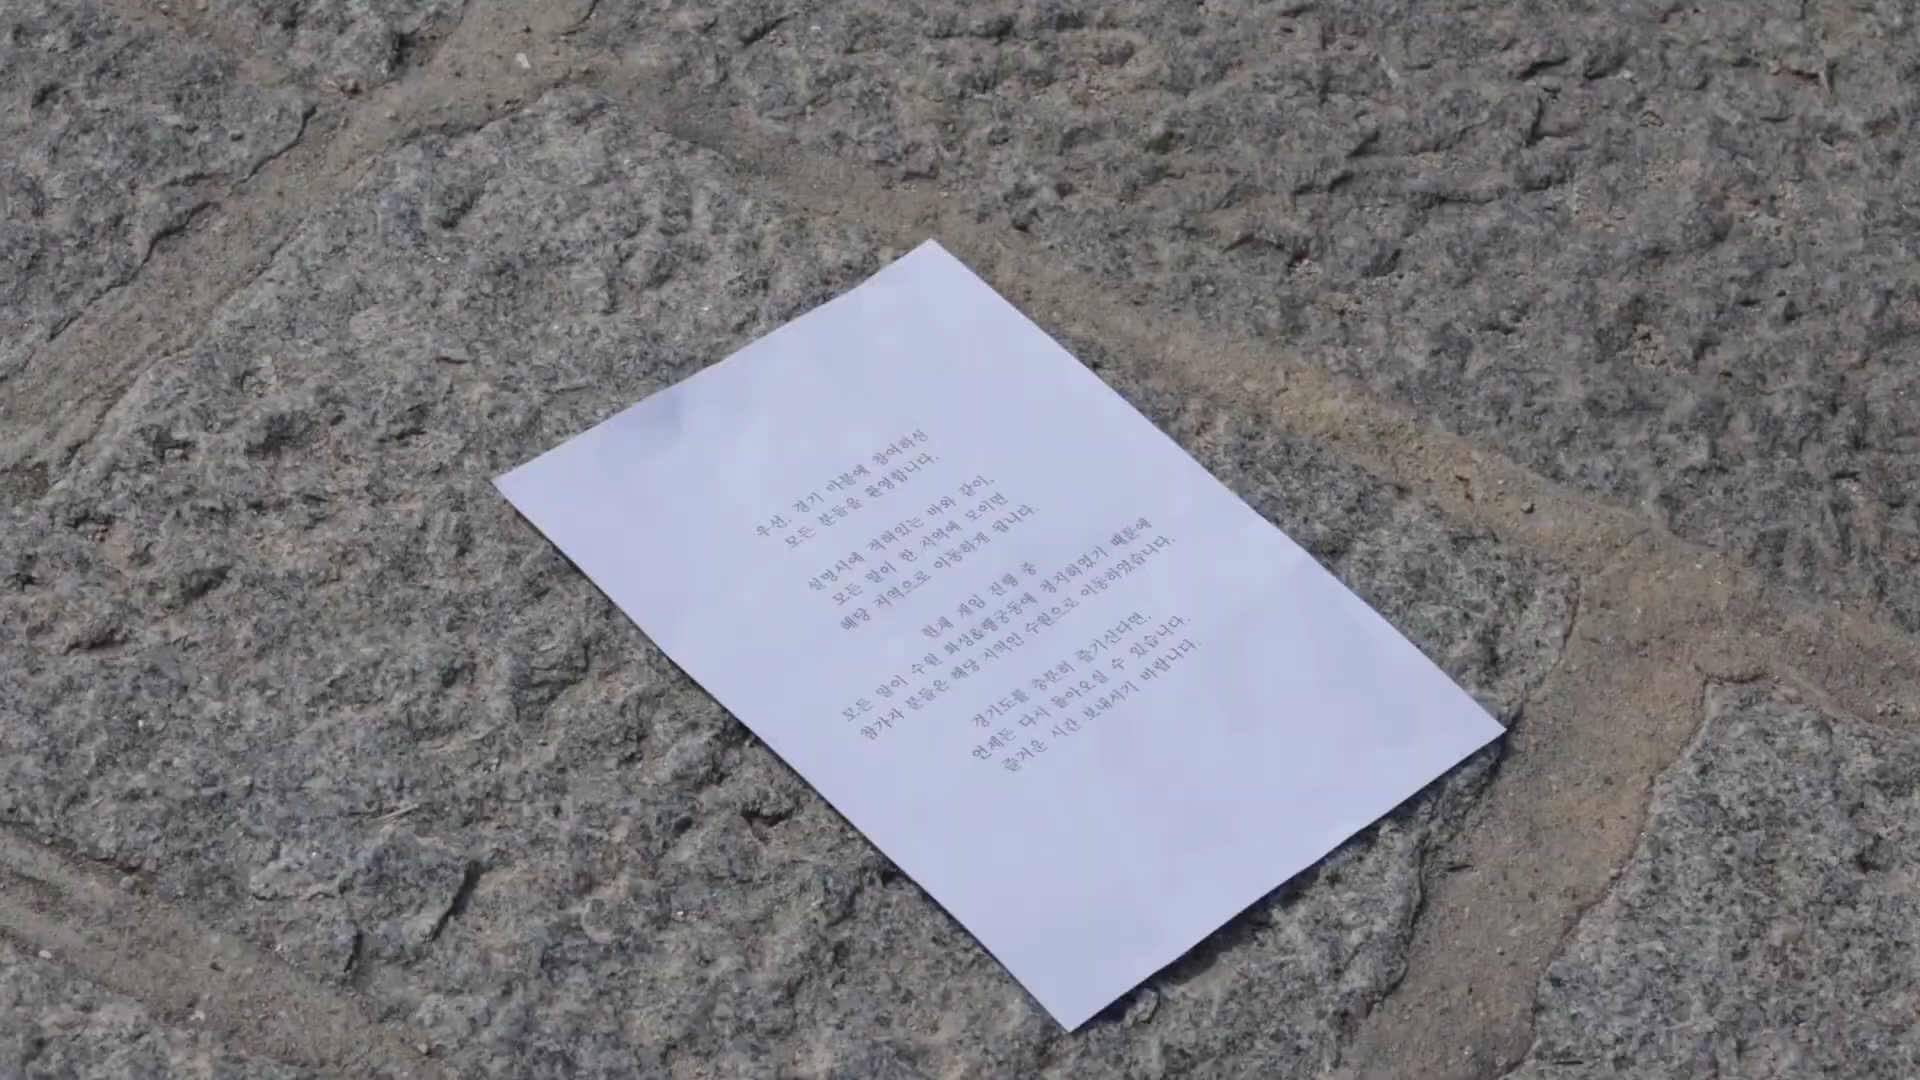 우선, 경기 마블에 참여하신
모든 분들을 환영합니다.
설명서에 적혀있는 바와 같이,
모든 말이 한 지역에 모이면
해당 지역으로 이동하게 됩니다.
현재 게임 진행 중
모든 말이 수원 화성&행궁동에 정지하였기 때문에
참가자 분들은 해당 지역인 수원으로 이동하였습니다.
경기도를 충분히 즐기신다면,
언제든 다시 돌아오실 수 있습니다.
즐거운 시간 보내시기 바랍니다.